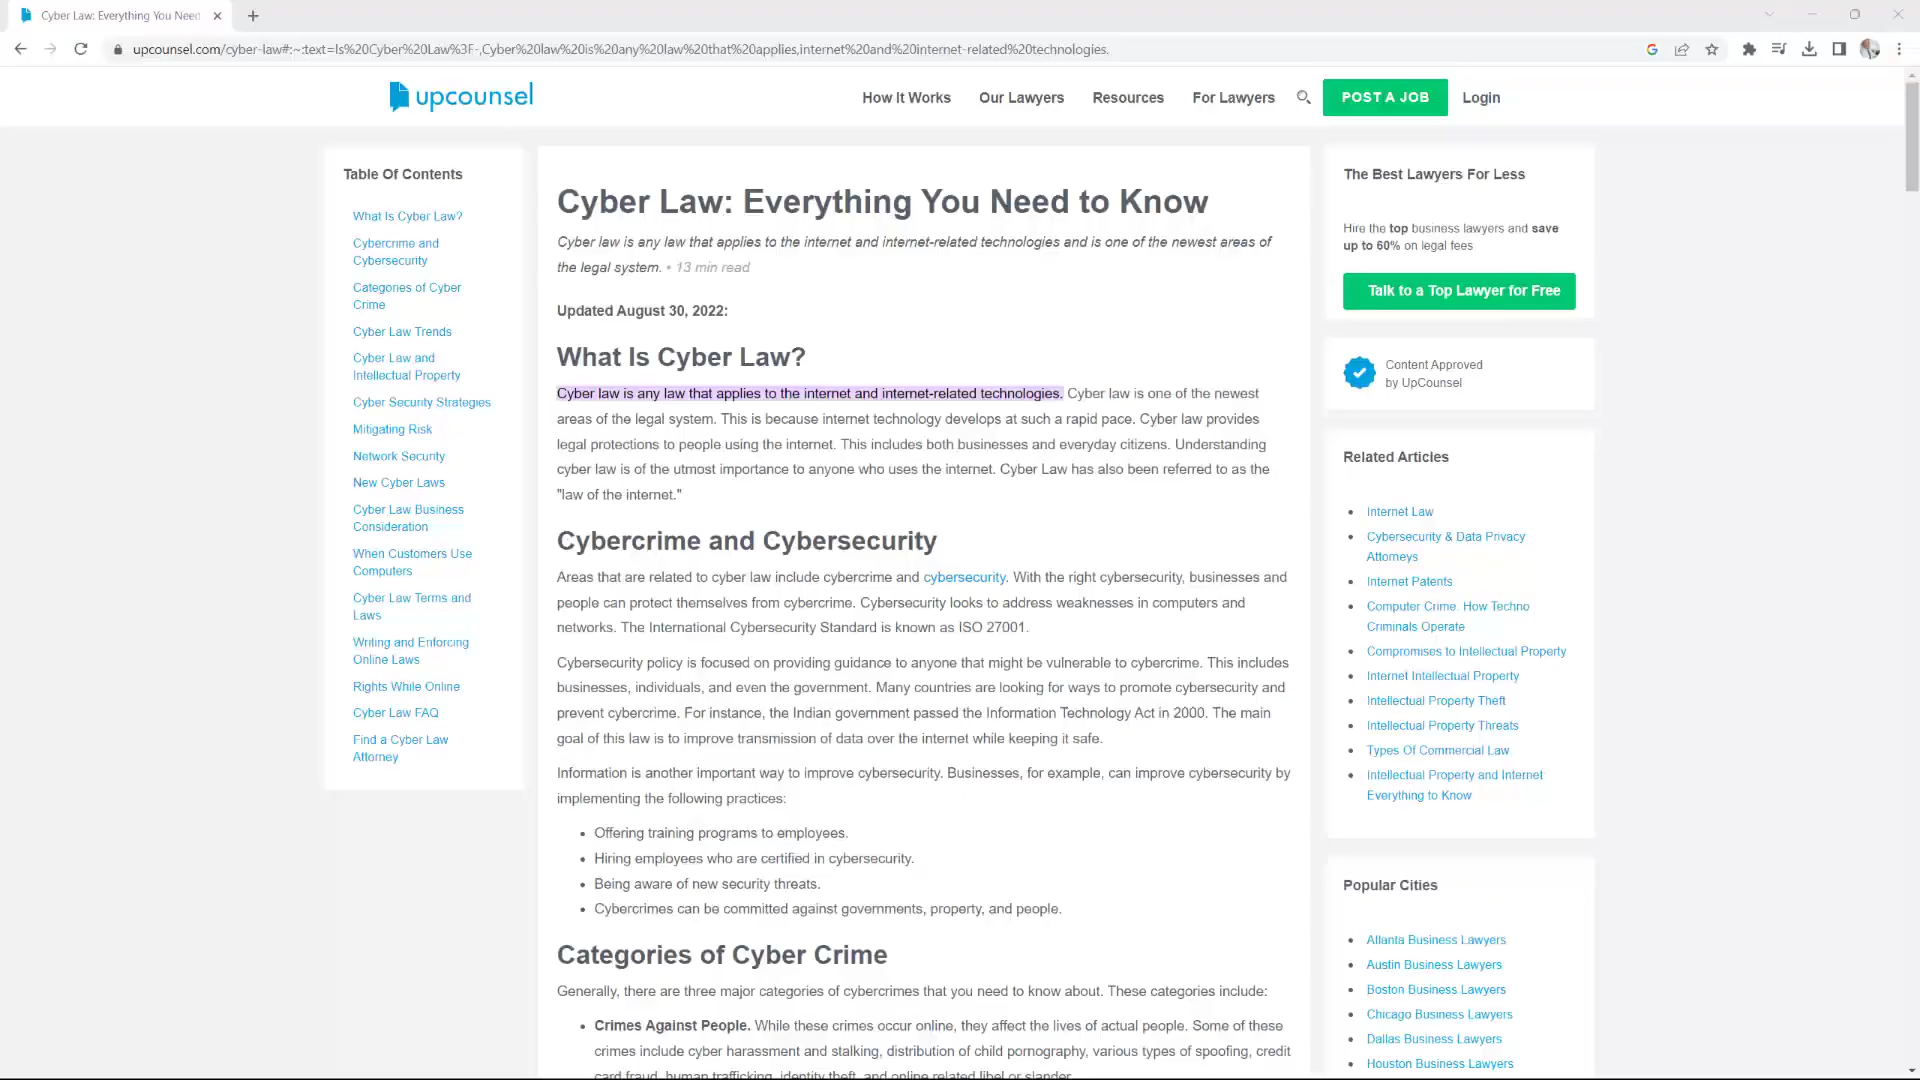 Cyber Law: Everything You Need
upcounsel.com/cyber-law#:~:text=Is%20Cyber%20Law%3F-,Cyber%20law%20is%20any%20law%20that%20applies,internet%20and%20internet-related%20technologies.
upcounsel
How It Works
Our Lawyers
Resources
For Lawyers
POST A JOB
Login
Table Of Contents
What Is Cyber Law?
Cybercrime and
Cybersecurity
Categories of Cyber
Crime
Cyber Law Trends
Cyber Law and
Intellectual Property
Cyber Security Strategies
Mitigating Risk
Network Security
New Cyber Laws
Cyber Law Business
Consideration
When Customers Use
Computers
Cyber Law Terms and
Laws
Writing and Enforcing
Online Laws
Rights While Online
Cyber Law FAQ
Find a Cyber Law
Attorney
Cyber Law: Everything You Need to Know
Cyber law is any law that applies to the internet and internet-related technologies and is one of the newest areas of
the legal system. • 13 min read
Updated August 30, 2022:
What Is Cyber Law?
Cyber law is any law that applies to the internet and internet-related technologies. Cyber law is one of the newest
areas of the legal system. This is because internet technology develops at such a rapid pace. Cyber law provides
legal protections to people using the internet. This includes both businesses and everyday citizens. Understanding
cyber law is of the utmost importance to anyone who uses the internet. Cyber Law has also been referred to as the
"law of the internet."
Cybercrime and Cybersecurity
Areas that are related to cyber law include cybercrime and cybersecurity. With the right cybersecurity, businesses and
people can protect themselves from cybercrime. Cybersecurity looks to address weaknesses in computers and
networks. The International Cybersecurity Standard is known as ISO 27001.
Cybersecurity policy is focused on providing guidance to anyone that might be vulnerable to cybercrime. This includes
businesses, individuals, and even the government. Many countries are looking for ways to promote cybersecurity and
prevent cybercrime. For instance, the Indian government passed the Information Technology Act in 2000. The main
goal of this law is to improve transmission of data over the internet while keeping it safe.
Information is another important way to improve cybersecurity. Businesses, for example, can improve cybersecurity by
implementing the following practices:
• Offering training programs to employees.
• Hiring employees who are certified in cybersecurity.
• Being aware of new security threats.
• Cybercrimes can be committed against governments, property, and people.
Categories of Cyber Crime
Generally, there are three major categories of cybercrimes that you need to know about. These categories include:
• Crimes Against People. While these crimes occur online, they affect the lives of actual people. Some of these
crimes include cyber harassment and stalking, distribution of child pornography, various types of spoofing, credit
card fraud, human trafficking, identity theft, and online related libel or slander.
The Best Lawyers For Less
Hire the top business lawyers and save
up to 60% on legal fees
Talk to a Top Lawyer for Free
Content Approved
by UpCounsel
Related Articles
• Internet Law
• Cybersecurity & Data Privacy
Attorneys
• Internet Patents
• Computer Crime: How Techno
Criminals Operate
• Compromises to Intellectual Property
• Internet Intellectual Property
• Intellectual Property Theft
• Intellectual Property Threats
• Types Of Commercial Law
• Intellectual Property and Internet
Everything to Know
Popular Cities
• Atlanta Business Lawyers
• Austin Business Lawyers
• Boston Business Lawyers
• Chicago Business Lawyers
• Dallas Business Lawyers
• Houston Business Lawyers